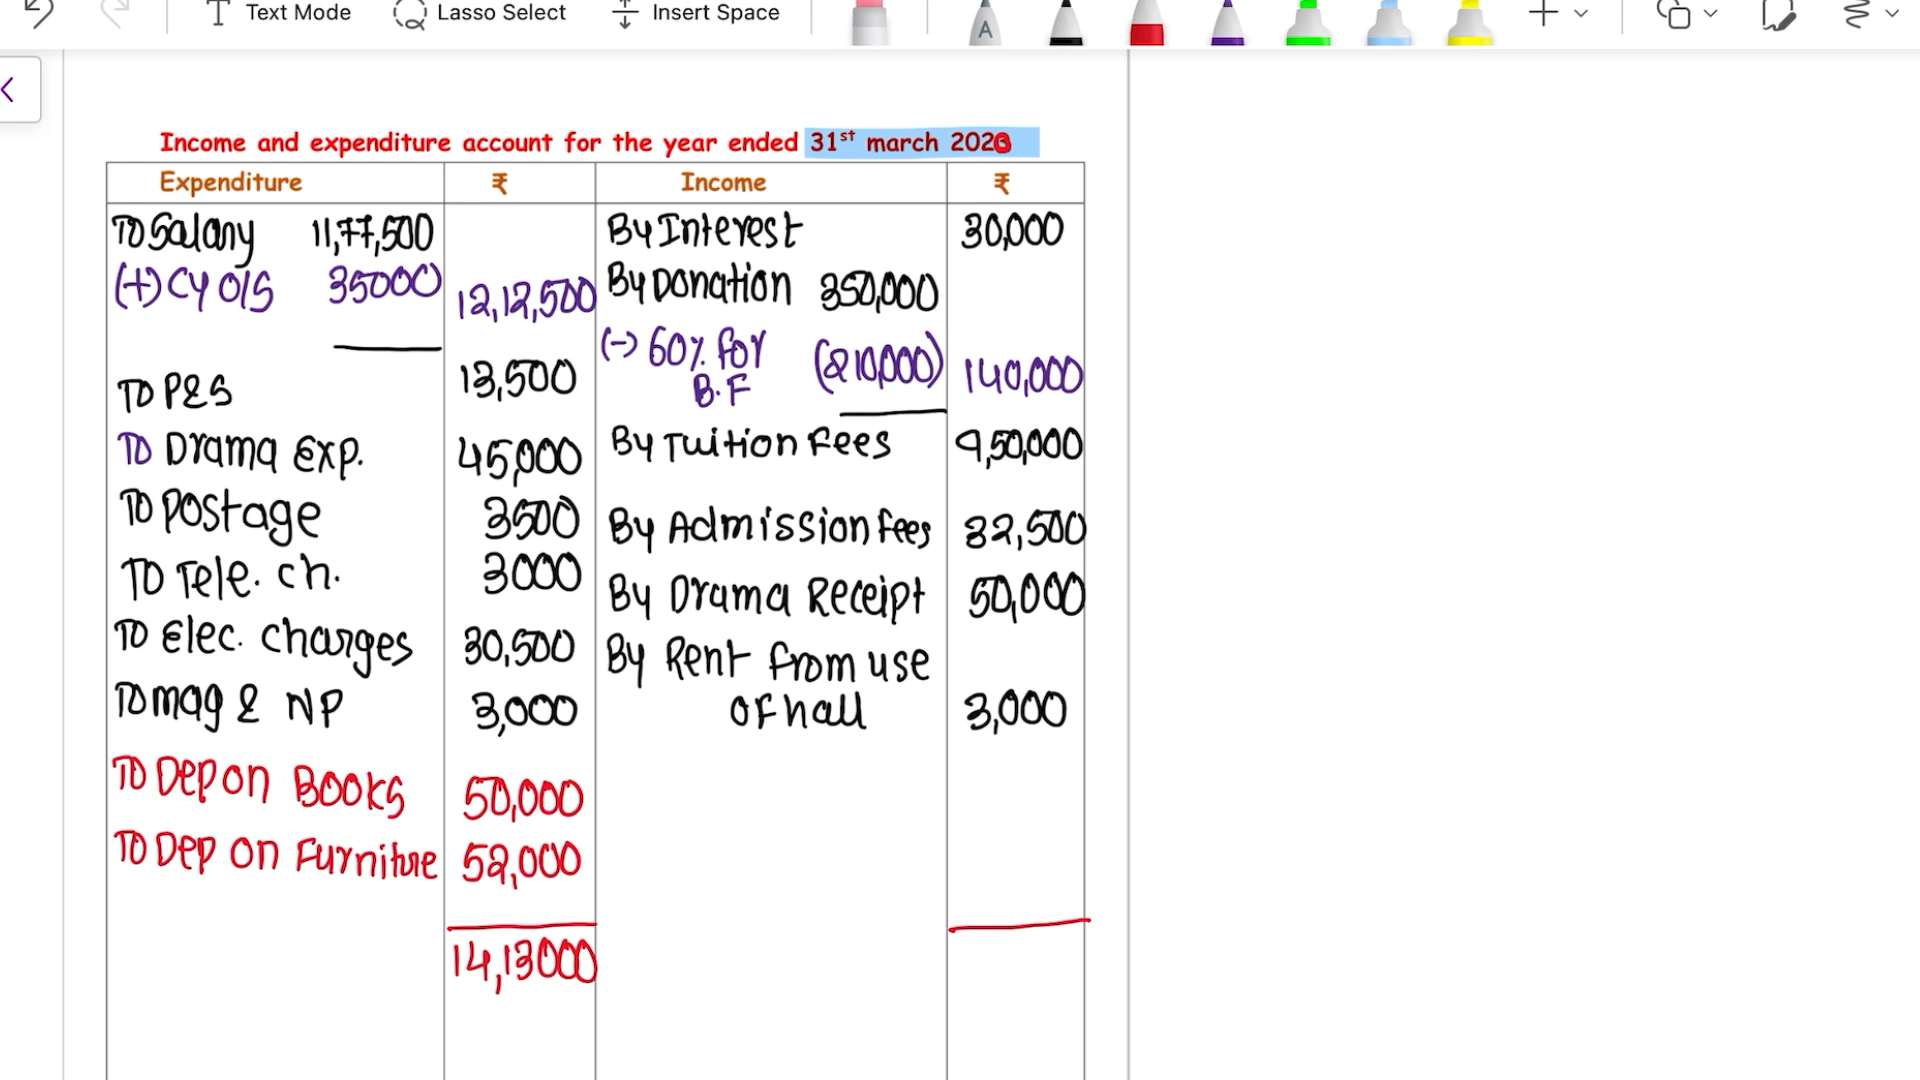 Text Mode Lasso Select Insert Space
A
Income and expenditure account for the year ended 31st march 2023
Expenditure ₹ Income ₹
To Salary 11,77,500 By Interest 30,000
(+) CY O/S 35000 12,12,500 By Donation 350,000
(-) 60% for B.F (210,000) 140,000
To P&S 13,500
To Drama Exp. 45,000 By Tuition Fees 9,50,000
To Postage 3500 By Admission Fees 32,500
To Tele. ch. 3000 By Drama Receipt 50,000
To Elec. charges 30,500 By Rent from use
To mag & NP 3,000 of hall 3,000
To Dep on Books 50,000
To Dep on Furniture 52,000
14,13000